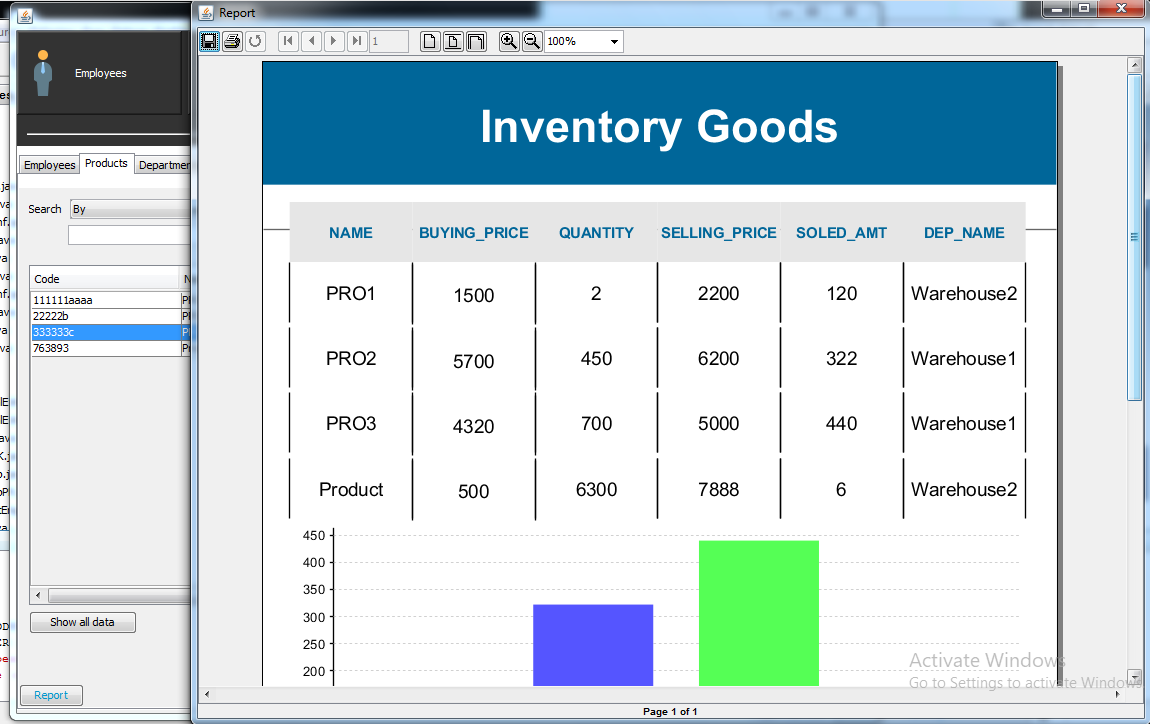 Report
1
100%
Employees
Employees Products Departmen
Search By
Code
111111aaaa
22222b
333333c
763893
Show all data
Report
Inventory Goods
NAME BUYING_PRICE QUANTITY SELLING_PRICE SOLED_AMT DEP_NAME
PRO1 1500 2 2200 120 Warehouse2
PRO2 5700 450 6200 322 Warehouse1
PRO3 4320 700 5000 440 Warehouse1
Product 500 6300 7888 6 Warehouse2
450
400
350
300
250
200
Activate Windows
Go to Settings to activate Windows
Page 1 of 1